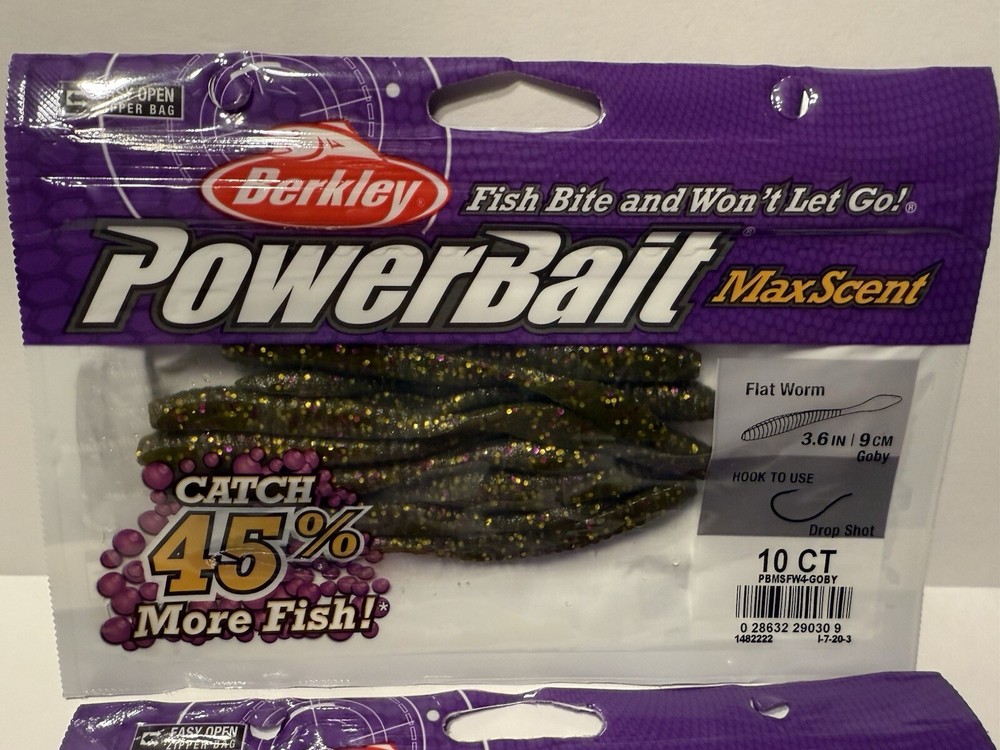 EASY OPEN
ZIPPER BAG
Berkley®
Fish Bite and Won't Let Go!®
PowerBait®
MaxScent
Flat Worm
3.6 IN | 9 CM
Goby
HOOK TO USE
Drop Shot
CATCH
45%
More Fish!*
10 CT
PBMSFW4-GOBY
0 28632 29030 9
1482222 I-7-20-3
EASY OPEN
ZIPPER BAG
Berkley